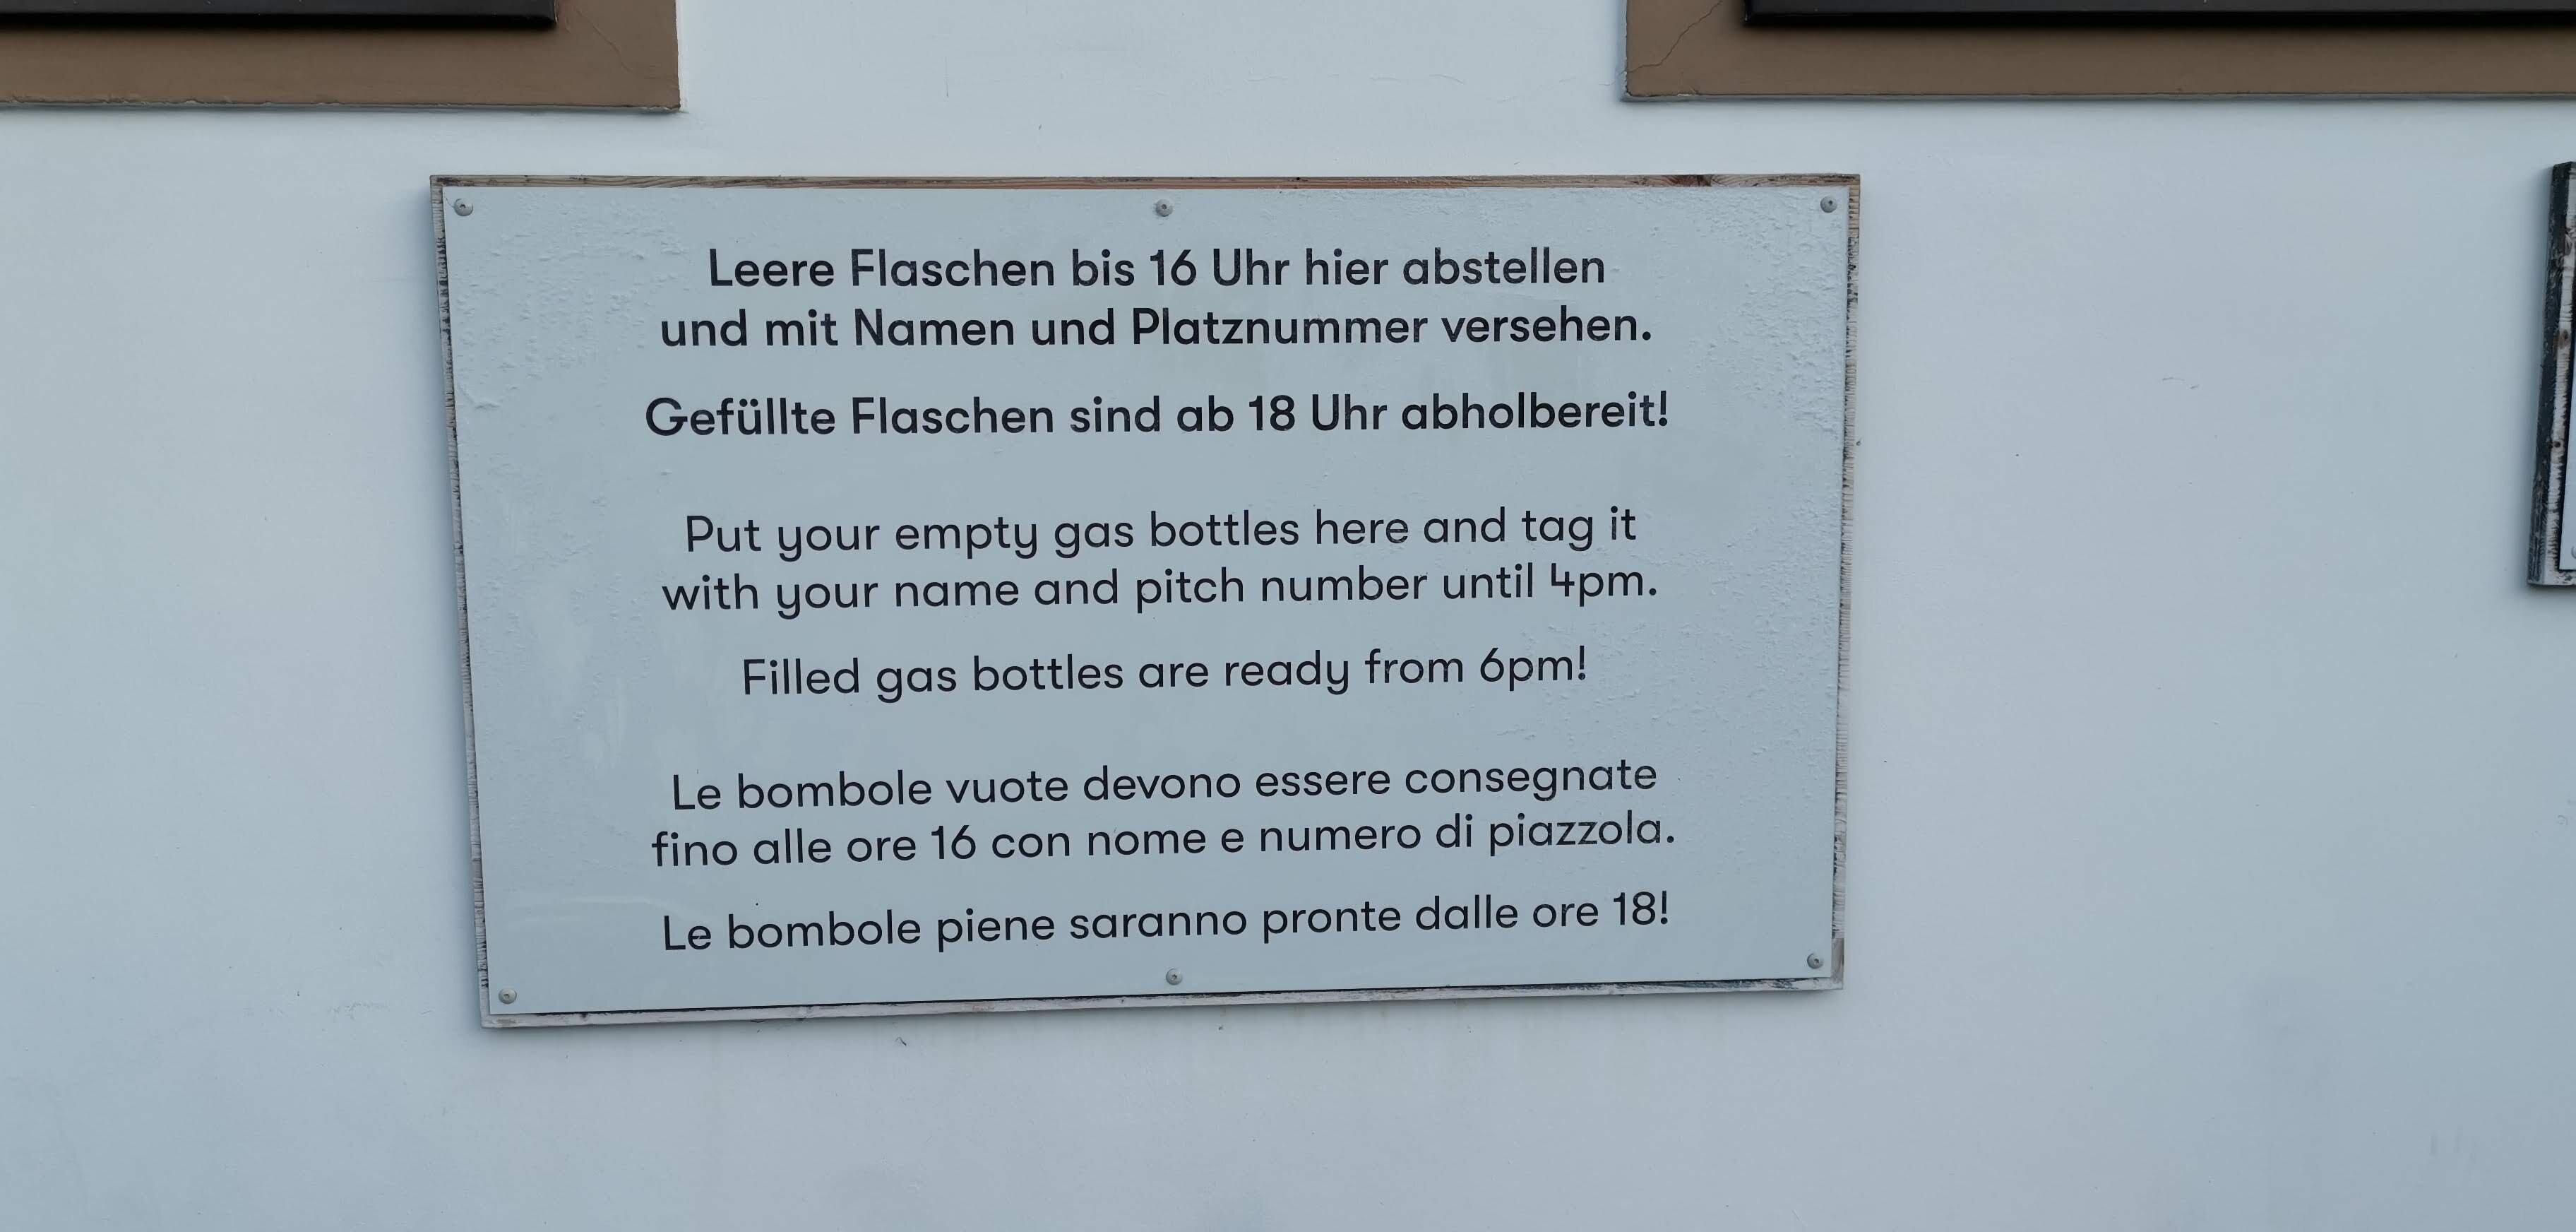 Leere Flaschen bis 16 Uhr hier abstellen
und mit Namen und Platznummer versehen.
Gefüllte Flaschen sind ab 18 Uhr abholbereit!
Put your empty gas bottles here and tag it
with your name and pitch number until 4pm.
Filled gas bottles are ready from 6pm!
Le bombole vuote devono essere consegnate
fino alle ore 16 con nome e numero di piazzola.
Le bombole piene saranno pronte dalle ore 18!